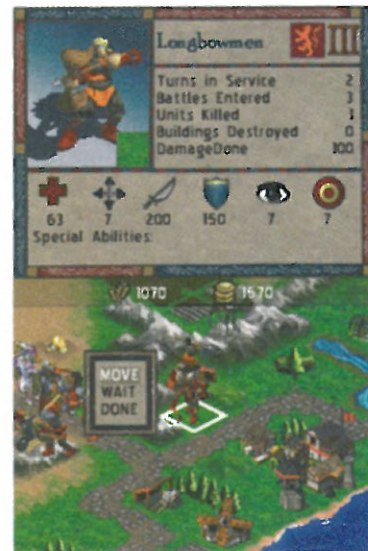 Longbowmen III
Turns in Service 2
Battles Entered 3
Units Killed 1
Buildings Destroyed 0
DamageDone 100
63 7 200 150 7 7
Special Abilities:
1070 1570
MOVE
WAIT
DONE